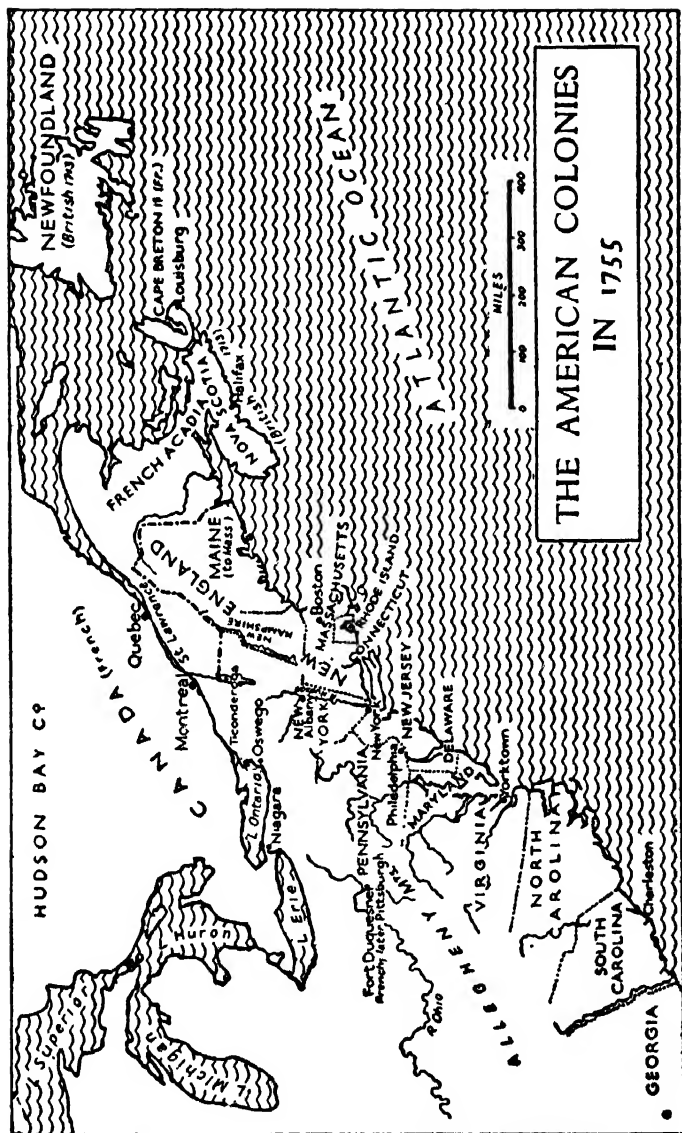 HUDSON BAY Cº
NEWFOUNDLAND
(British 1713)
CANADA (French)
L. Superior
L. Michigan
L. Huron
L. Erie
L. Ontario
Niagara
Oswego
Ticonderoga
Montreal
St. Lawrence
Quebec
FRENCH ACADIA
CAPE BRETON Iˢ (Fr.)
Louisburg
NOVA SCOTIA
Halifax
(British 1713)
NEW ENGLAND
MAINE
(to Mass)
NEW
HAMPSHIRE
Boston
MASSACHUSETTS
RHODE ISLAND
CONNECTICUT
NEW
YORK
Albany
New York
NEW JERSEY
PENNSYLVANIA
Philadelphia
DELAWARE
MARYLAND
Fort Duquesne
French, later Pittsburgh
R. Ohio
ALLEGHENY MTS
VIRGINIA
Yorktown
NORTH
CAROLINA
SOUTH
CAROLINA
Charleston
GEORGIA
ATLANTIC OCEAN
MILES
0 100 200 300 400
THE AMERICAN COLONIES
IN 1755